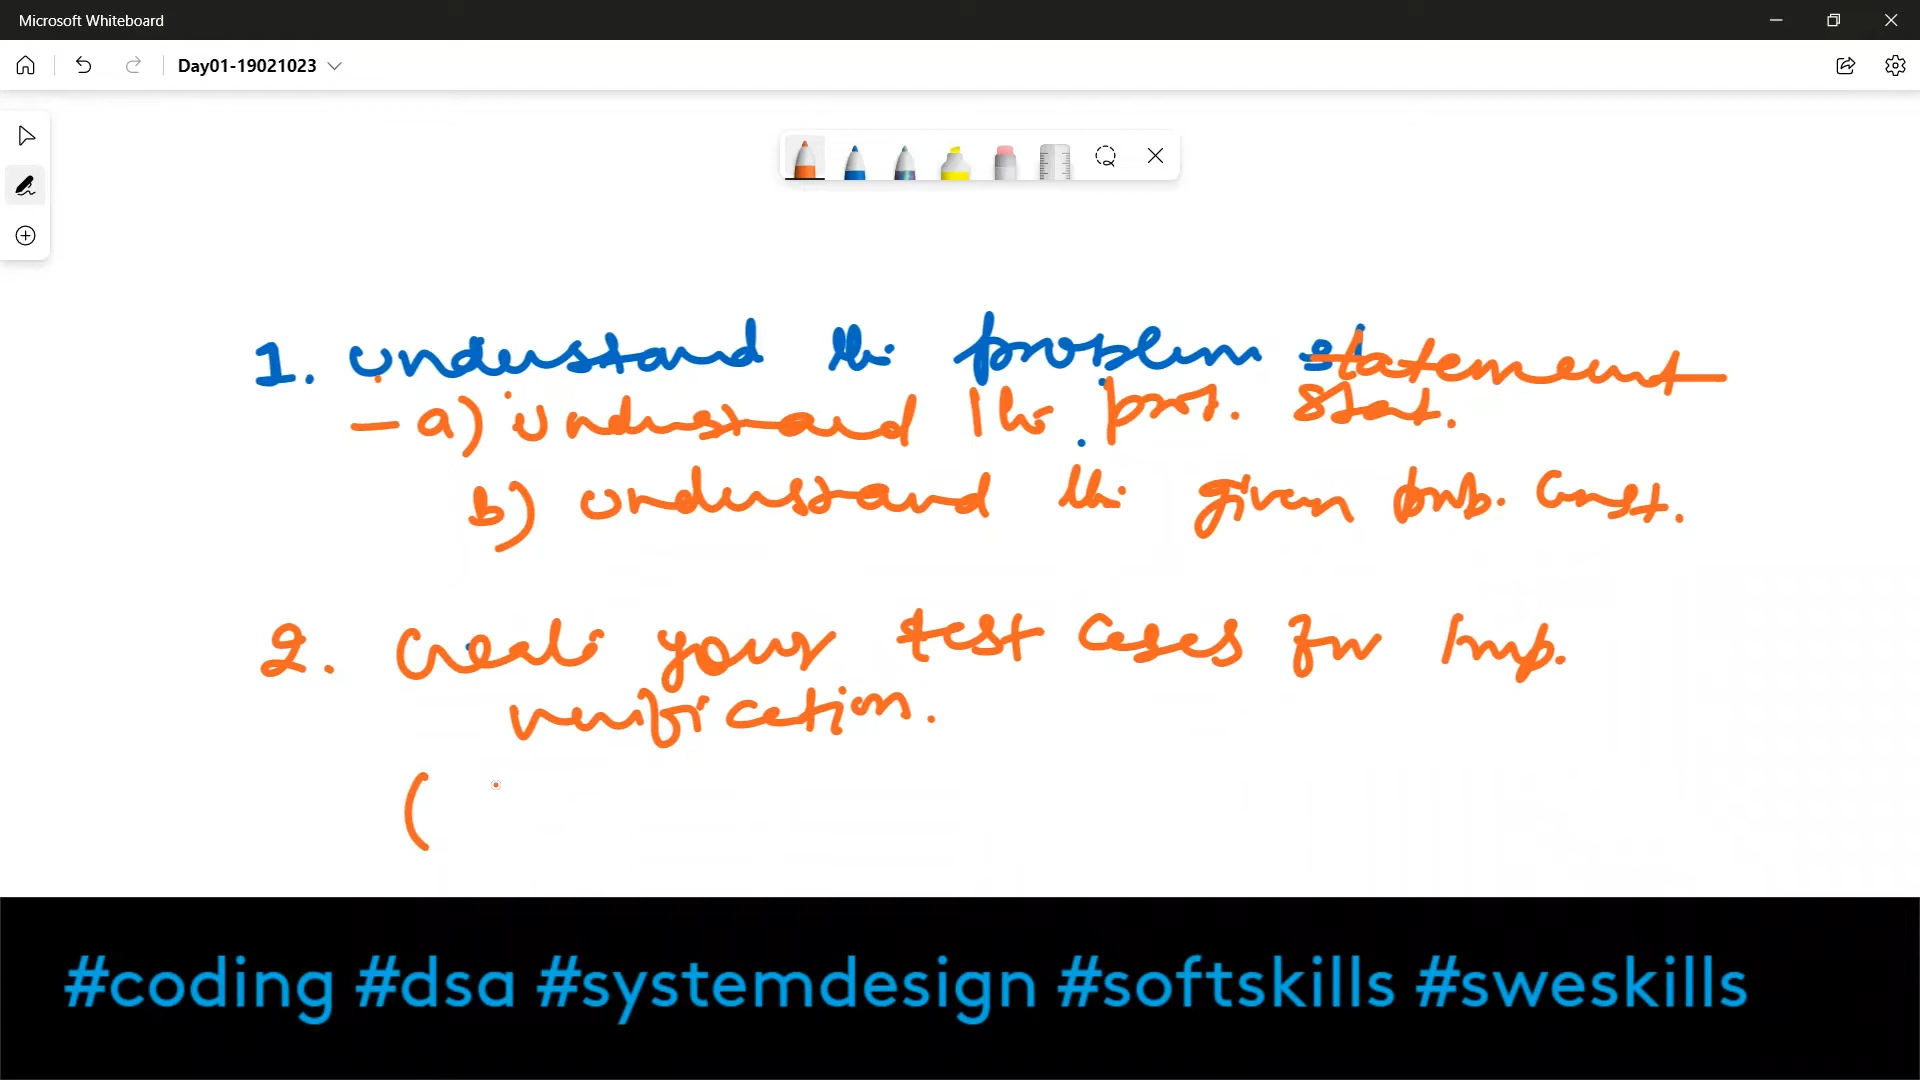 Microsoft Whiteboard
Day01-19021023
1. understand the problem statement
- a) understand the prob. Stat.
b) understand the given prob. Const.
2. Create your test cases for Imp.
verification.
(
#coding #dsa #systemdesign #softskills #sweskills